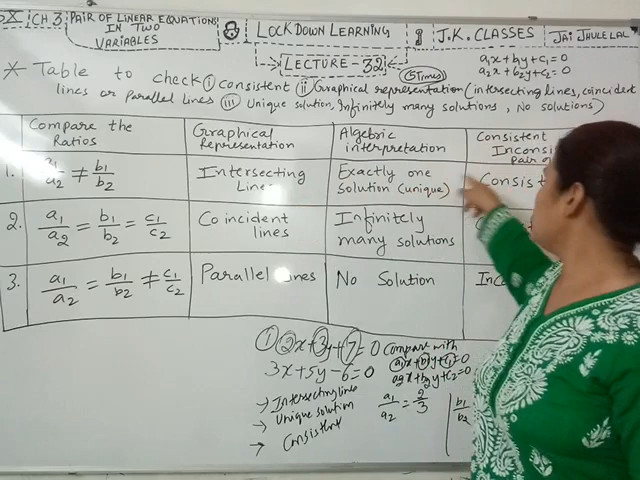 X CH 3 PAIR OF LINEAR EQUATIONS
IN TWO
VARIABLES
LOCKDOWN LEARNING
J.K. CLASSES
JAI JHULELAL
LECTURE - 32
a₁x + by + c₁ = 0
a₂x + b₂y + c₂ = 0
5 Times
* Table to check ⓘ consistent ⓘⓘ Graphical representation (intersecting lines, coincident
lines or Parallel lines ⓘⓘⓘ Unique solution, Infinitely many solutions, No solutions)
Compare the
Ratios
Graphical
Representation
Algebric
interpretation
Consistent
Inconsi
pair o
1. a₁/a₂ ≠ b₁/b₂
Intersecting
Lines
Exactly one
solution (unique)
Consist
2. a₁/a₂ = b₁/b₂ = c₁/c₂
Coincident
lines
Infinitely
many solutions
3. a₁/a₂ = b₁/b₂ ≠ c₁/c₂
Parallel lines
No Solution
Inc
① 2x + 3y + 7 = 0
3x + 5y - 6 = 0
→ Intersecting lines
→ Unique solution
→ Consistent
Compare with
a₁x + b₁y + c₁ = 0
a₂x + b₂y + c₂ = 0
a₁/a₂ = 2/3
b₁/b₂